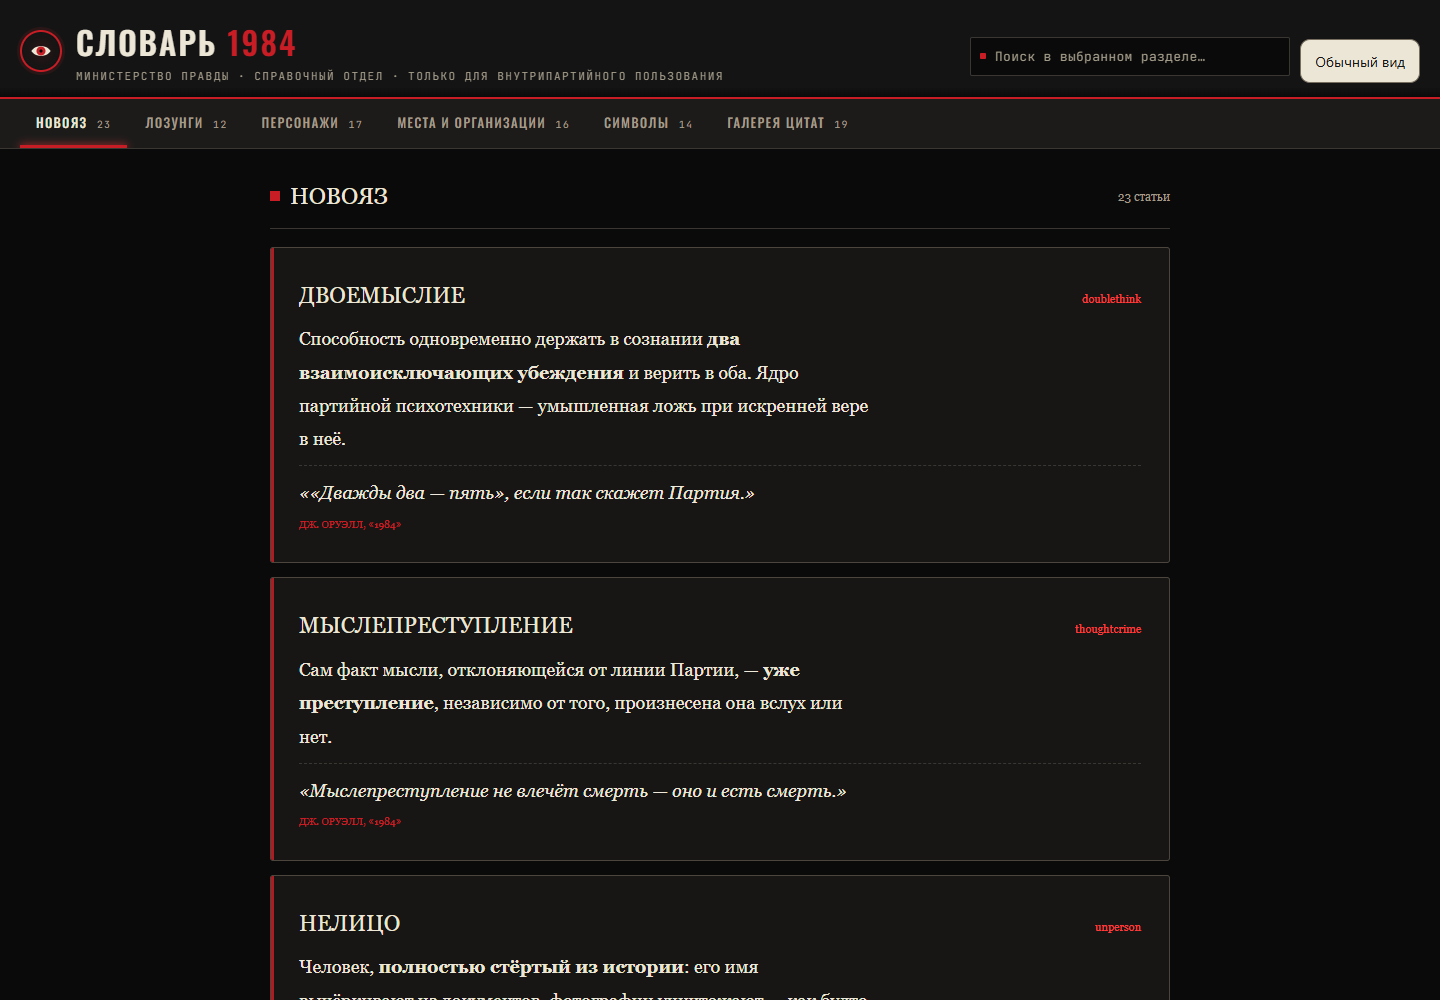 СЛОВАРЬ 1984
МИНИСТЕРСТВО ПРАВДЫ · СПРАВОЧНЫЙ ОТДЕЛ · ТОЛЬКО ДЛЯ ВНУТРИПАРТИЙНОГО ПОЛЬЗОВАНИЯ
Поиск в выбранном разделе…
Обычный вид
НОВОЯЗ 23 ЛОЗУНГИ 12 ПЕРСОНАЖИ 17 МЕСТА И ОРГАНИЗАЦИИ 16 СИМВОЛЫ 14 ГАЛЕРЕЯ ЦИТАТ 19
НОВОЯЗ
23 статьи
ДВОЕМЫСЛИЕ
doublethink
Способность одновременно держать в сознании два
взаимоисключающих убеждения и верить в оба. Ядро
партийной психотехники — умышленная ложь при искренней вере
в неё.
««Дважды два — пять», если так скажет Партия.»
ДЖ. ОРУЭЛЛ, «1984»
МЫСЛЕПРЕСТУПЛЕНИЕ
thoughtcrime
Сам факт мысли, отклоняющейся от линии Партии, — уже
преступление, независимо от того, произнесена она вслух или
нет.
«Мыслепреступление не влечёт смерть — оно и есть смерть.»
ДЖ. ОРУЭЛЛ, «1984»
НЕЛИЦО
unperson
Человек, полностью стёртый из истории: его имя